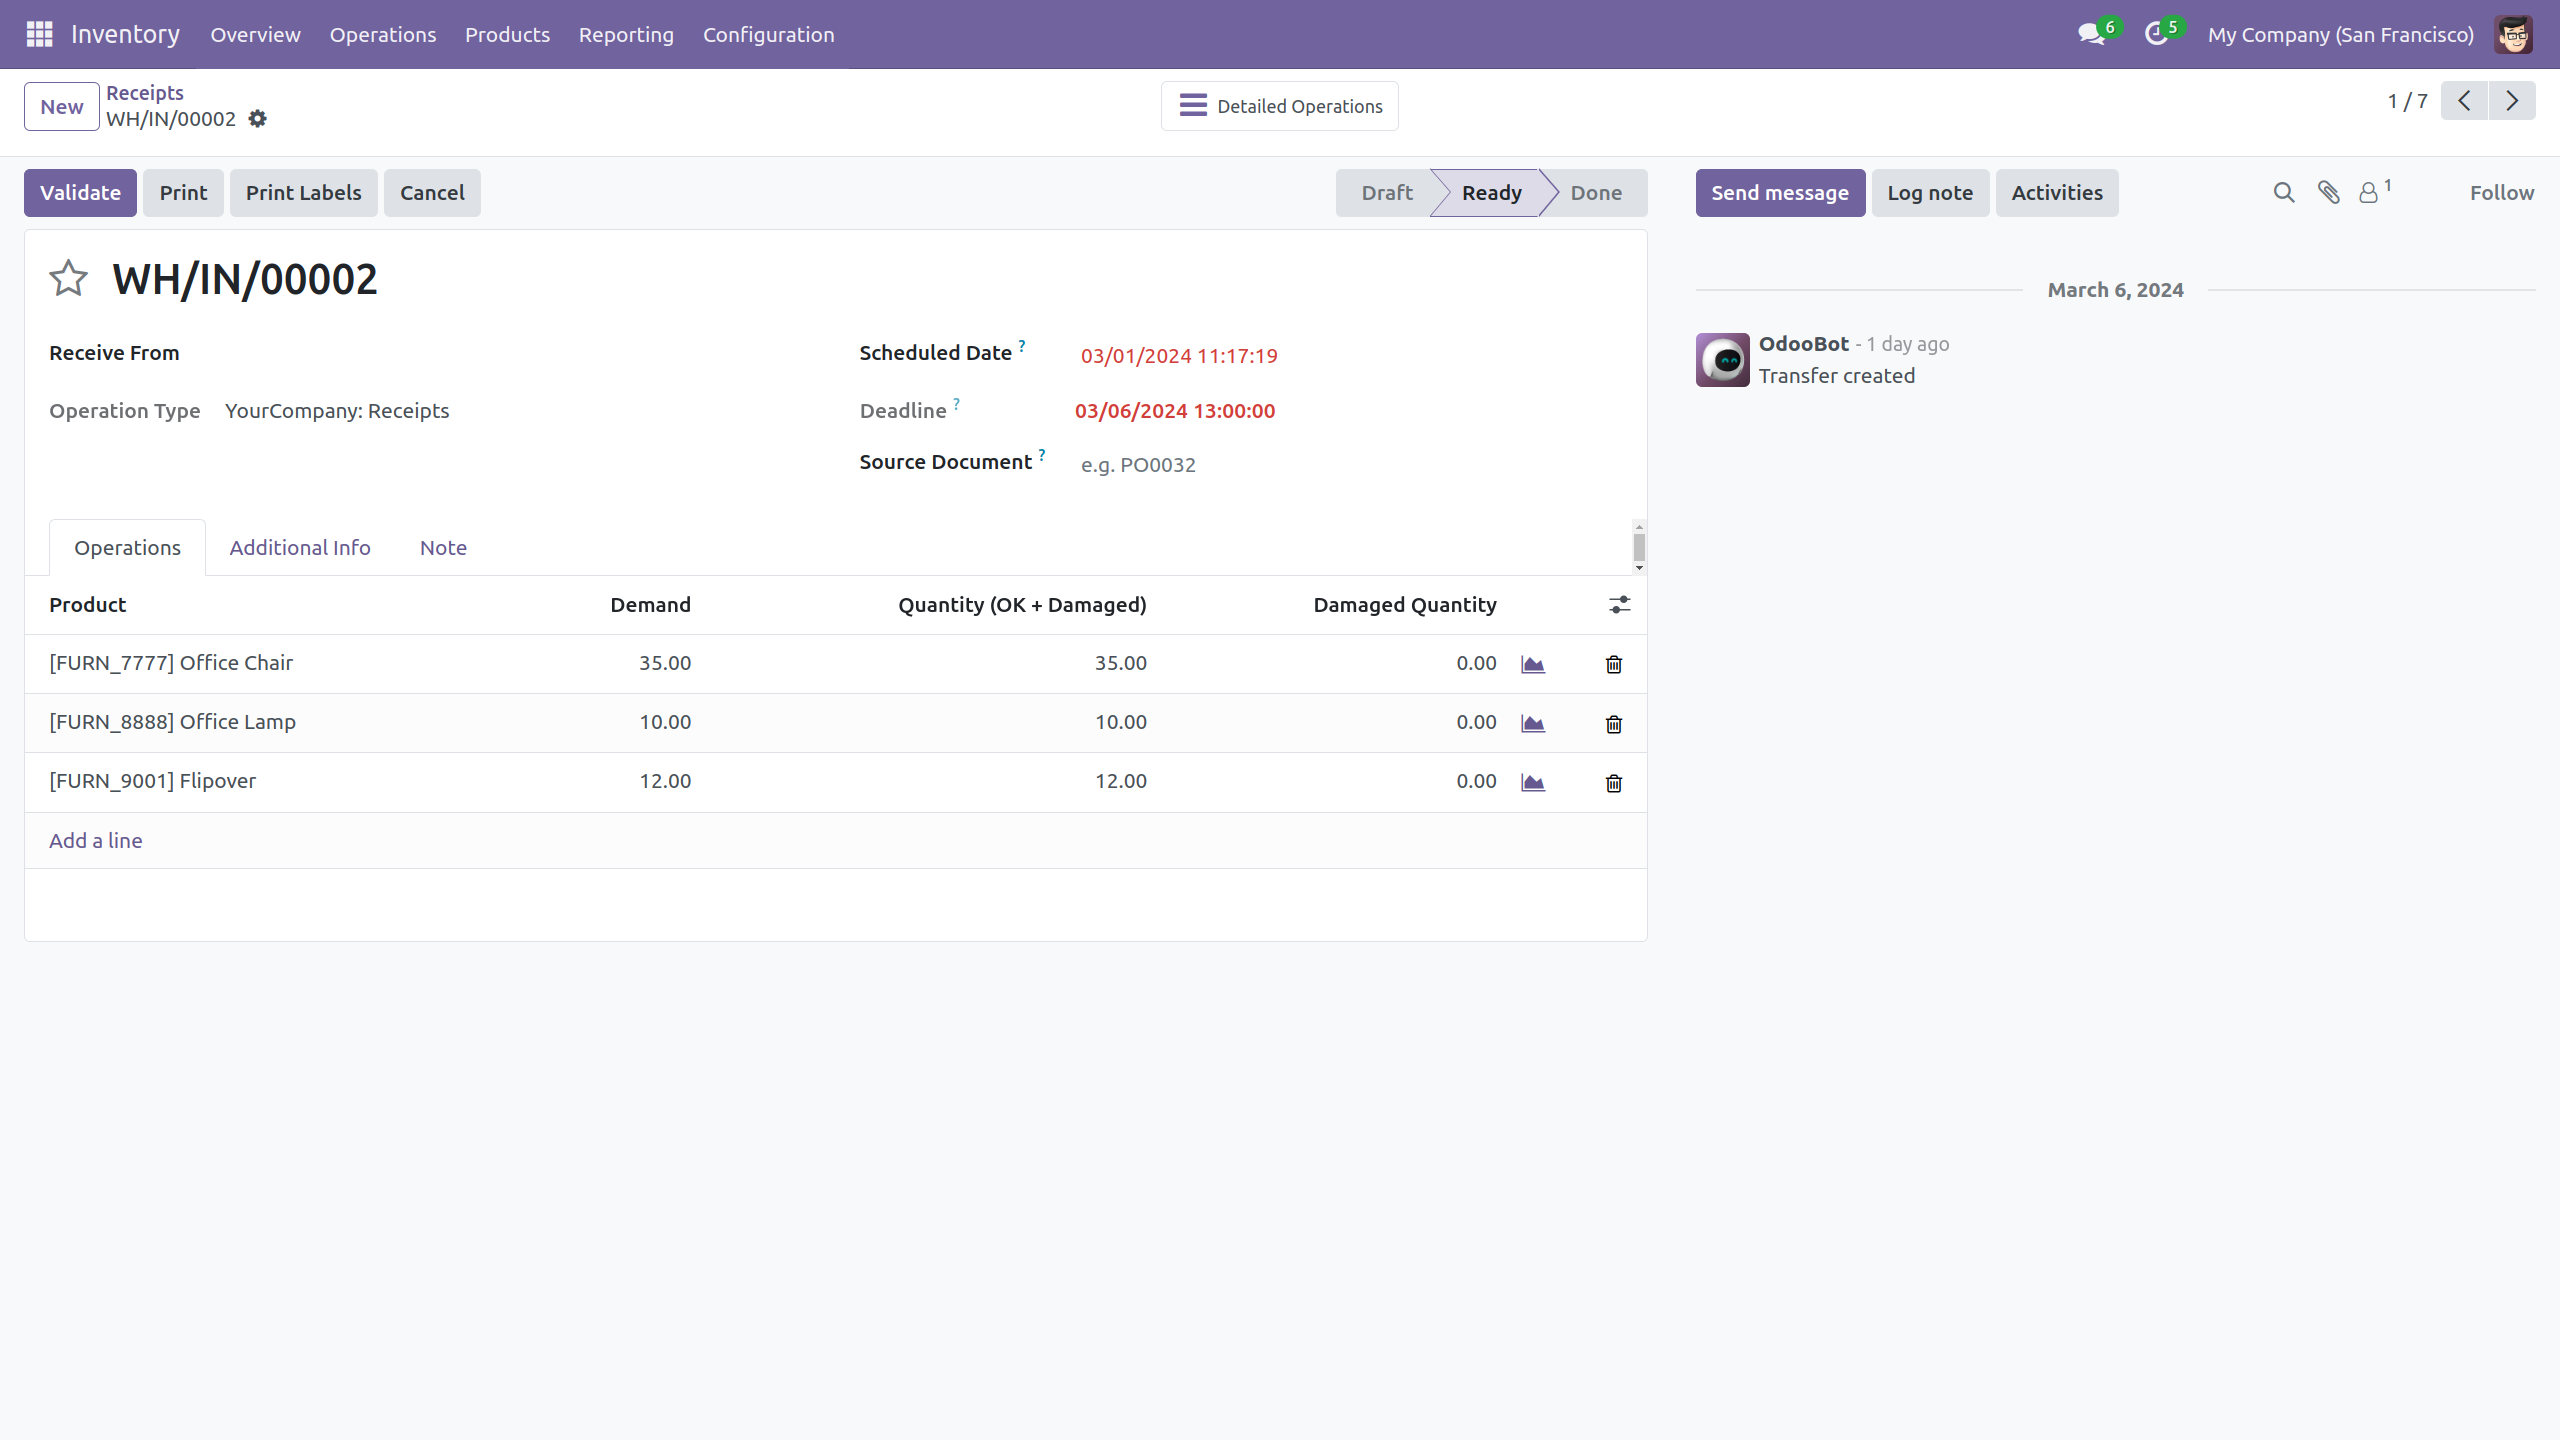 Inventory Overview Operations Products Reporting Configuration 6 5 My Company (San Francisco)
New Receipts
WH/IN/00002
Detailed Operations
1 / 7
Validate Print Print Labels Cancel Draft Ready Done Send message Log note Activities 1 Follow
WH/IN/00002
March 6, 2024
Receive From
Scheduled Date ? 03/01/2024 11:17:19
OdooBot - 1 day ago
Transfer created
Operation Type YourCompany: Receipts
Deadline ? 03/06/2024 13:00:00
Source Document ? e.g. PO0032
Operations Additional Info Note
Product Demand Quantity (OK + Damaged) Damaged Quantity
[FURN_7777] Office Chair 35.00 35.00 0.00
[FURN_8888] Office Lamp 10.00 10.00 0.00
[FURN_9001] Flipover 12.00 12.00 0.00
Add a line